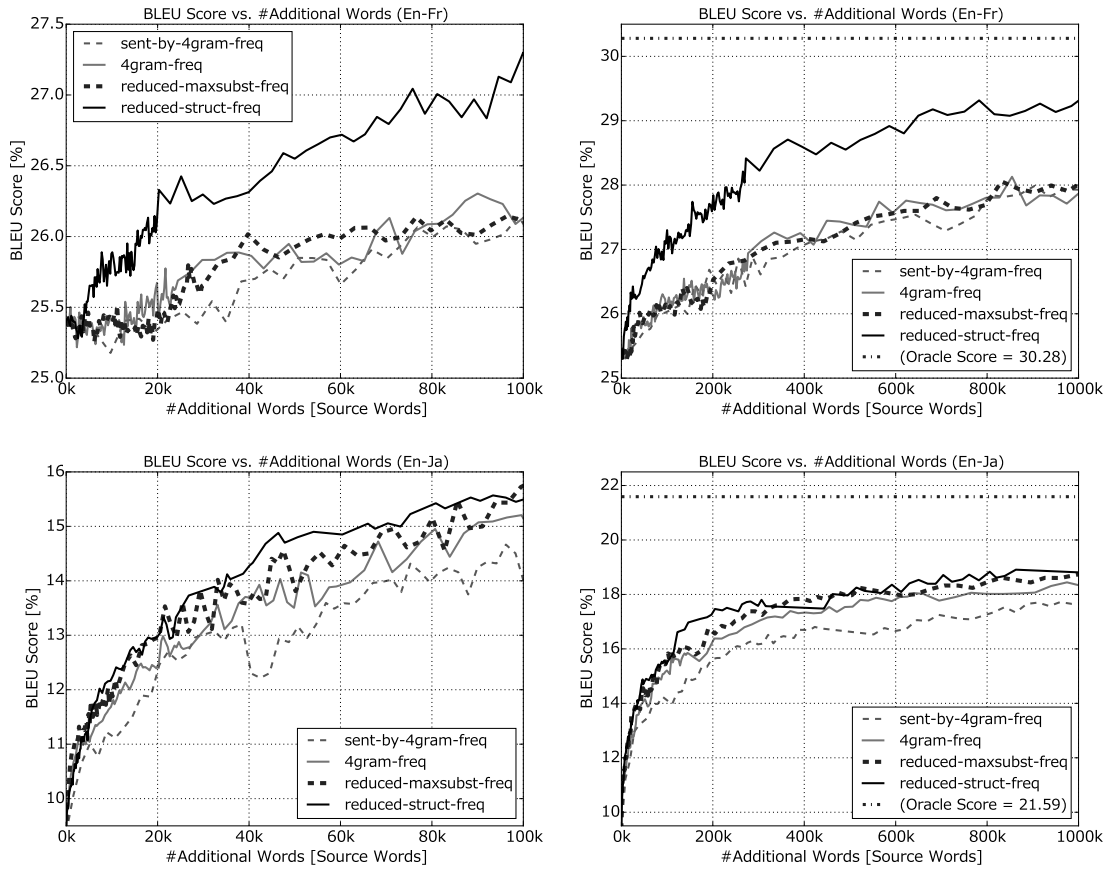 BLEU Score vs. #Additional Words (En-Fr)
27.5
27.0
26.5
26.0
25.5
25.0
BLEU Score [%]
sent-by-4gram-freq
4gram-freq
reduced-maxsubst-freq
reduced-struct-freq
0k 20k 40k 60k 80k 100k
#Additional Words [Source Words]
BLEU Score vs. #Additional Words (En-Fr)
30
29
28
27
26
25
BLEU Score [%]
sent-by-4gram-freq
4gram-freq
reduced-maxsubst-freq
reduced-struct-freq
(Oracle Score = 30.28)
0k 200k 400k 600k 800k 1000k
#Additional Words [Source Words]
BLEU Score vs. #Additional Words (En-Ja)
16
15
14
13
12
11
10
BLEU Score [%]
sent-by-4gram-freq
4gram-freq
reduced-maxsubst-freq
reduced-struct-freq
0k 20k 40k 60k 80k 100k
#Additional Words [Source Words]
BLEU Score vs. #Additional Words (En-Ja)
22
20
18
16
14
12
10
BLEU Score [%]
sent-by-4gram-freq
4gram-freq
reduced-maxsubst-freq
reduced-struct-freq
(Oracle Score = 21.59)
0k 200k 400k 600k 800k 1000k
#Additional Words [Source Words]